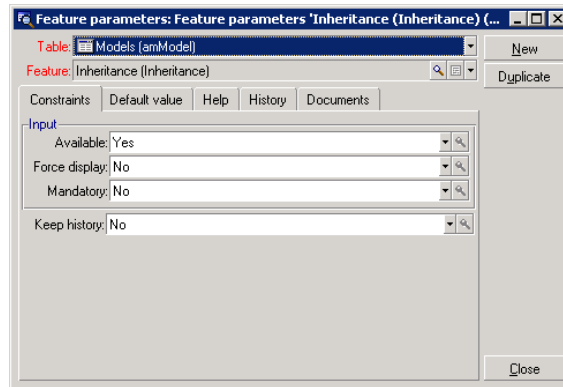 Feature parameters: Feature parameters 'Inheritance (Inheritance) (...
Table: Models (amModel)
New
Feature: Inheritance (Inheritance)
Duplicate
Constraints Default value Help History Documents
Input
Available: Yes
Force display: No
Mandatory: No
Keep history: No
Close